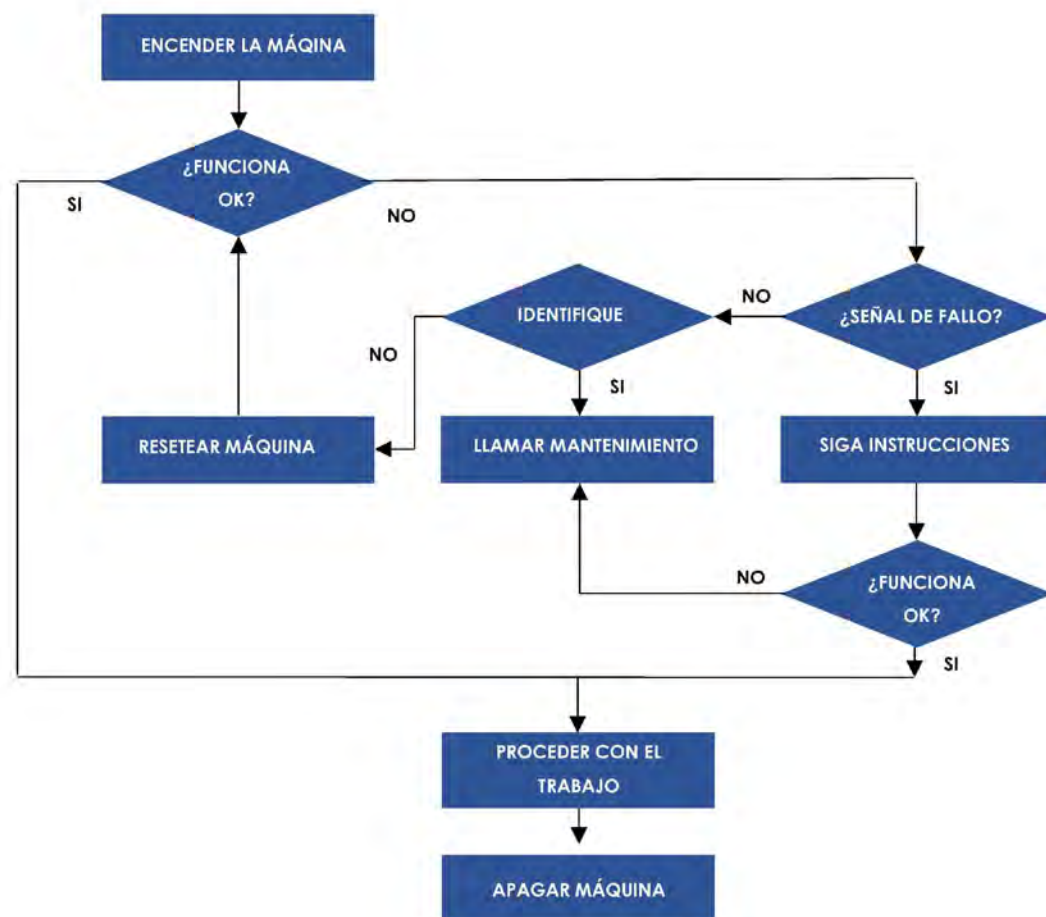 ENCENDER LA MÁQINA
¿FUNCIONA
OK?
SI
NO
IDENTIFIQUE
NO
¿SEÑAL DE FALLO?
NO
SI
SI
RESETEAR MÁQUINA
LLAMAR MANTENIMIENTO
SIGA INSTRUCCIONES
NO
¿FUNCIONA
OK?
SI
PROCEDER CON EL
TRABAJO
APAGAR MÁQUINA